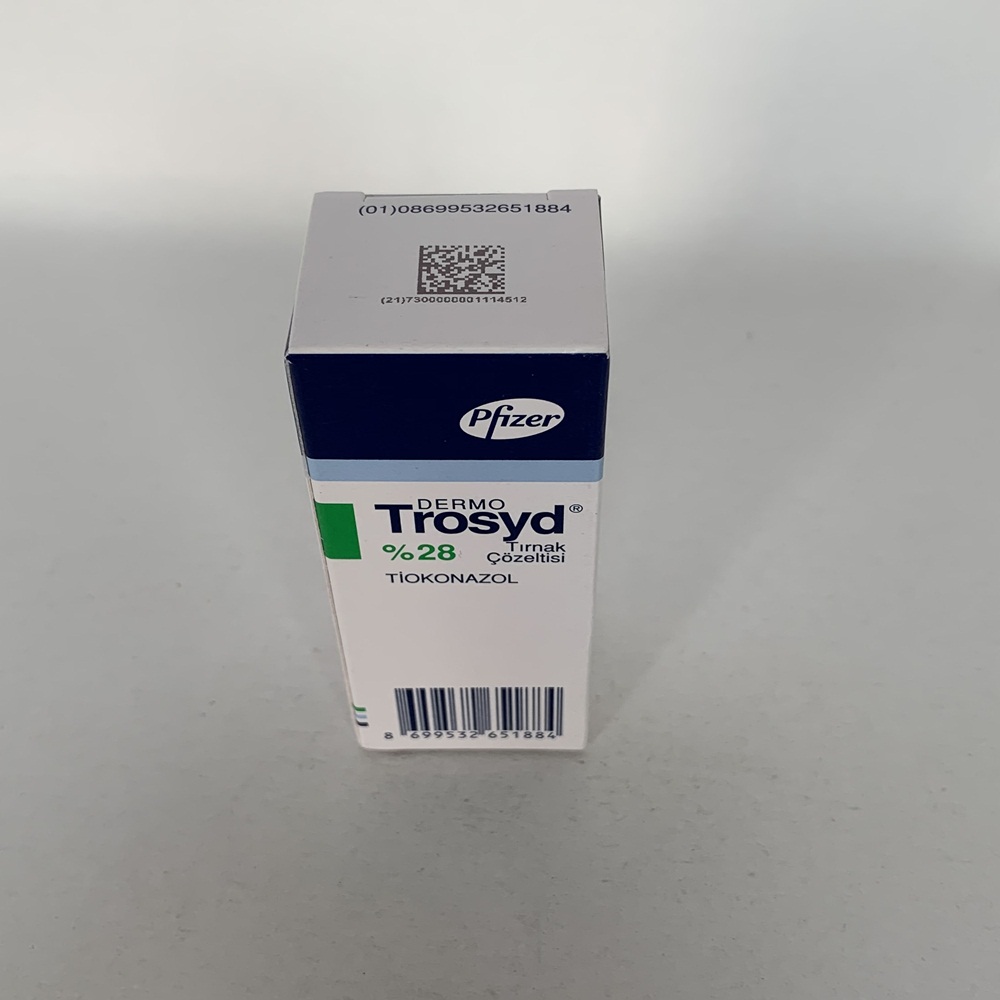 (01)08699532651884
(21)7300000001114512
Pfizer
DERMO
Trosyd®
%28 Tırnak
Çözeltisi
TİOKONAZOL
8 699532 651884